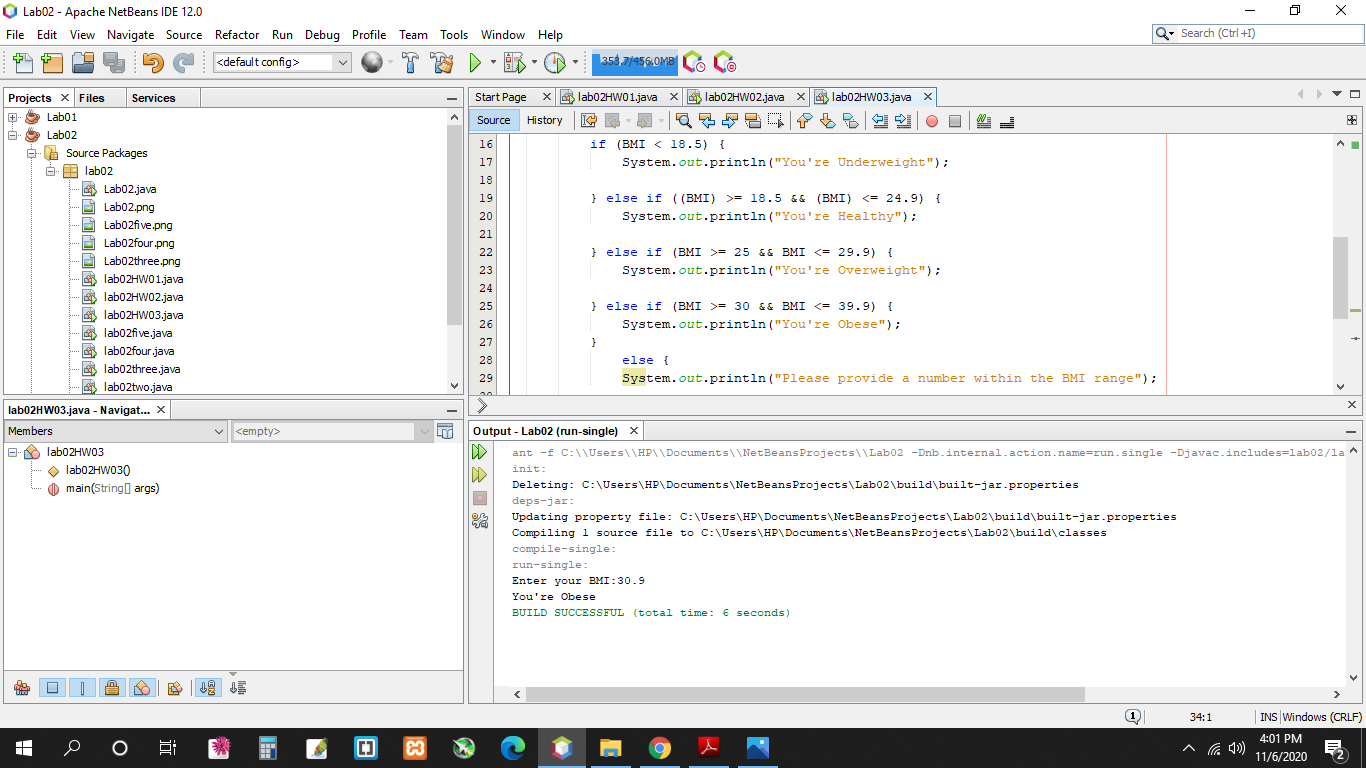 Lab02 - Apache NetBeans IDE 12.0
File Edit View Navigate Source Refactor Run Debug Profile Team Tools Window Help
Search (Ctrl+I)
<default config>
353.7/456.0MB
Projects Files Services
Lab01
Lab02
Source Packages
lab02
Lab02.java
Lab02.png
Lab02five.png
Lab02four.png
Lab02three.png
lab02HW01.java
lab02HW02.java
lab02HW03.java
lab02five.java
lab02four.java
lab02three.java
lab02two.java
lab02HW03.java - Navigat...
Members
<empty>
lab02HW03
lab02HW03()
main(String[] args)
Start Page lab02HW01.java lab02HW02.java lab02HW03.java
Source History
16 if (BMI < 18.5) {
17 System.out.println("You're Underweight");
18
19 } else if ((BMI) >= 18.5 && (BMI) <= 24.9) {
20 System.out.println("You're Healthy");
21
22 } else if (BMI >= 25 && BMI <= 29.9) {
23 System.out.println("You're Overweight");
24
25 } else if (BMI >= 30 && BMI <= 39.9) {
26 System.out.println("You're Obese");
27 }
28 else {
29 System.out.println("Please provide a number within the BMI range");
Output - Lab02 (run-single)
ant -f C:\\Users\\HP\\Documents\\NetBeansProjects\\Lab02 -Dnb.internal.action.name=run.single -Djavac.includes=lab02/la
init:
Deleting: C:\Users\HP\Documents\NetBeansProjects\Lab02\build\built-jar.properties
deps-jar:
Updating property file: C:\Users\HP\Documents\NetBeansProjects\Lab02\build\built-jar.properties
Compiling 1 source file to C:\Users\HP\Documents\NetBeansProjects\Lab02\build\classes
compile-single:
run-single:
Enter your BMI:30.9
You're Obese
BUILD SUCCESSFUL (total time: 6 seconds)
1 34:1 INS Windows (CRLF)
4:01 PM
11/6/2020
2